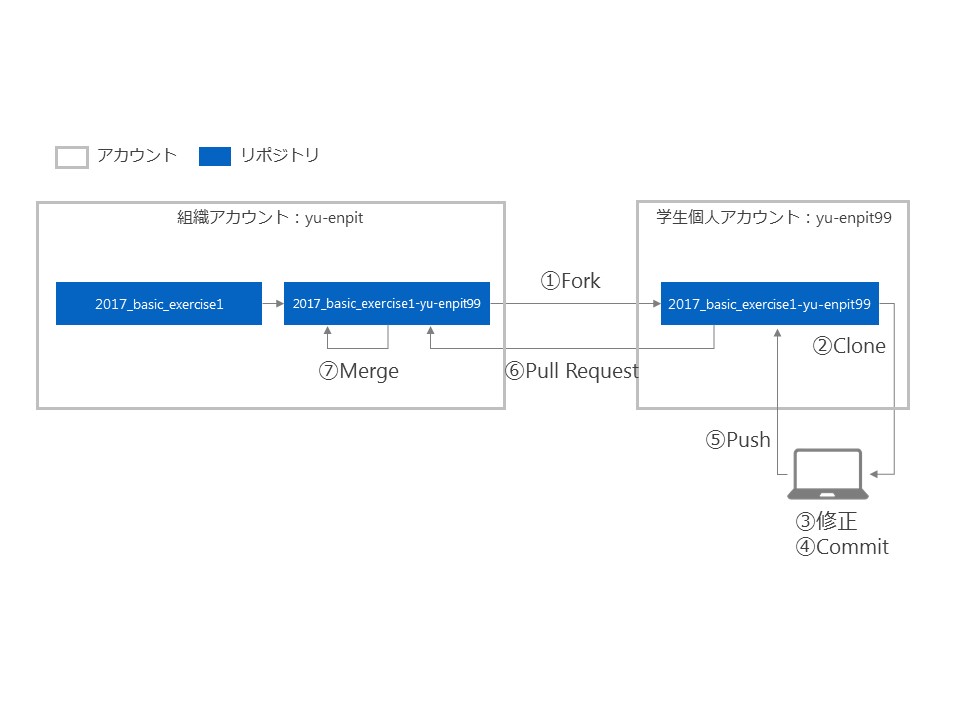 アカウント
リポジトリ
組織アカウント：yu-enpit
学生個人アカウント：yu-enpit99
①Fork
2017_basic_exercise1
2017_basic_exercise1-yu-enpit99
2017_basic_exercise1-yu-enpit99
②Clone
⑦Merge
⑥Pull Request
⑤Push
③修正
④Commit